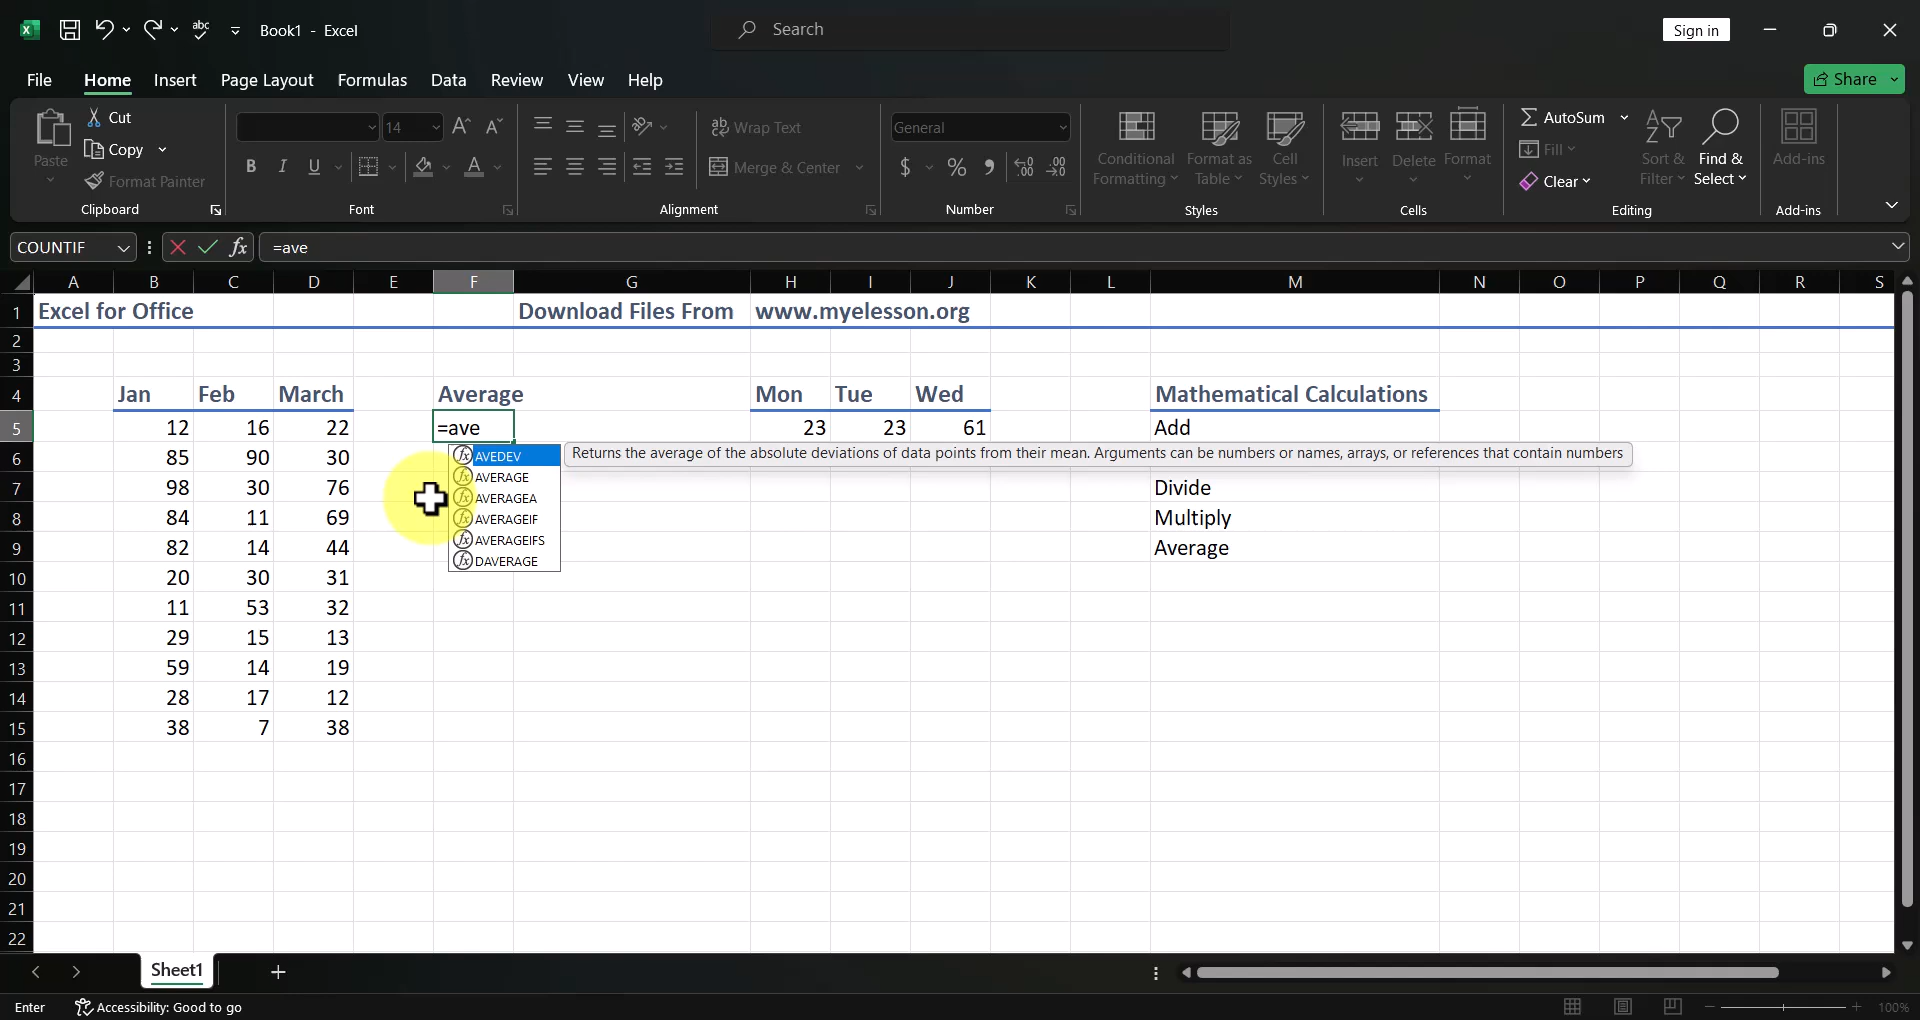 Book1 - Excel
Search
Sign in
File Home Insert Page Layout Formulas Data Review View Help
Share
Paste
Cut
Copy
Format Painter
Clipboard
14
B I U
Font
Wrap Text
Merge & Center
Alignment
General
$ % ,
Number
Conditional Formatting
Format as Table
Cell Styles
Styles
Insert Delete Format
Cells
AutoSum
Fill
Clear
Sort & Filter
Find & Select
Editing
Add-ins
Add-ins
COUNTIF
fx
=ave
A B C D E F G H I J K L M N O P Q R S
1 Excel for Office Download Files From www.myelesson.org
2
3
4 Jan Feb March Average Mon Tue Wed Mathematical Calculations
5 12 16 22 =ave 23 23 61 Add
AVEDEV Returns the average of the absolute deviations of data points from their mean. Arguments can be numbers or names, arrays, or references that contain numbers
6 85 90 30
AVERAGE
7 98 30 76 AVERAGEA Divide
8 84 11 69 AVERAGEIF Multiply
9 82 14 44 AVERAGEIFS Average
DAVERAGE
10 20 30 31
11 11 53 32
12 29 15 13
13 59 14 19
14 28 17 12
15 38 7 38
16
17
18
19
20
21
22
Sheet1
Enter
Accessibility: Good to go
100%